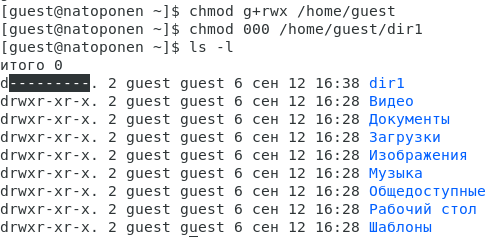 [guest@natoponen ~]$ chmod g+rwx /home/guest
[guest@natoponen ~]$ chmod 000 /home/guest/dir1
[guest@natoponen ~]$ ls -l
итого 0
d---------. 2 guest guest 6 сен 12 16:38 dir1
drwxr-xr-x. 2 guest guest 6 сен 12 16:28 Видео
drwxr-xr-x. 2 guest guest 6 сен 12 16:28 Документы
drwxr-xr-x. 2 guest guest 6 сен 12 16:28 Загрузки
drwxr-xr-x. 2 guest guest 6 сен 12 16:28 Изображения
drwxr-xr-x. 2 guest guest 6 сен 12 16:28 Музыка
drwxr-xr-x. 2 guest guest 6 сен 12 16:28 Общедоступные
drwxr-xr-x. 2 guest guest 6 сен 12 16:28 Рабочий стол
drwxr-xr-x. 2 guest guest 6 сен 12 16:28 Шаблоны